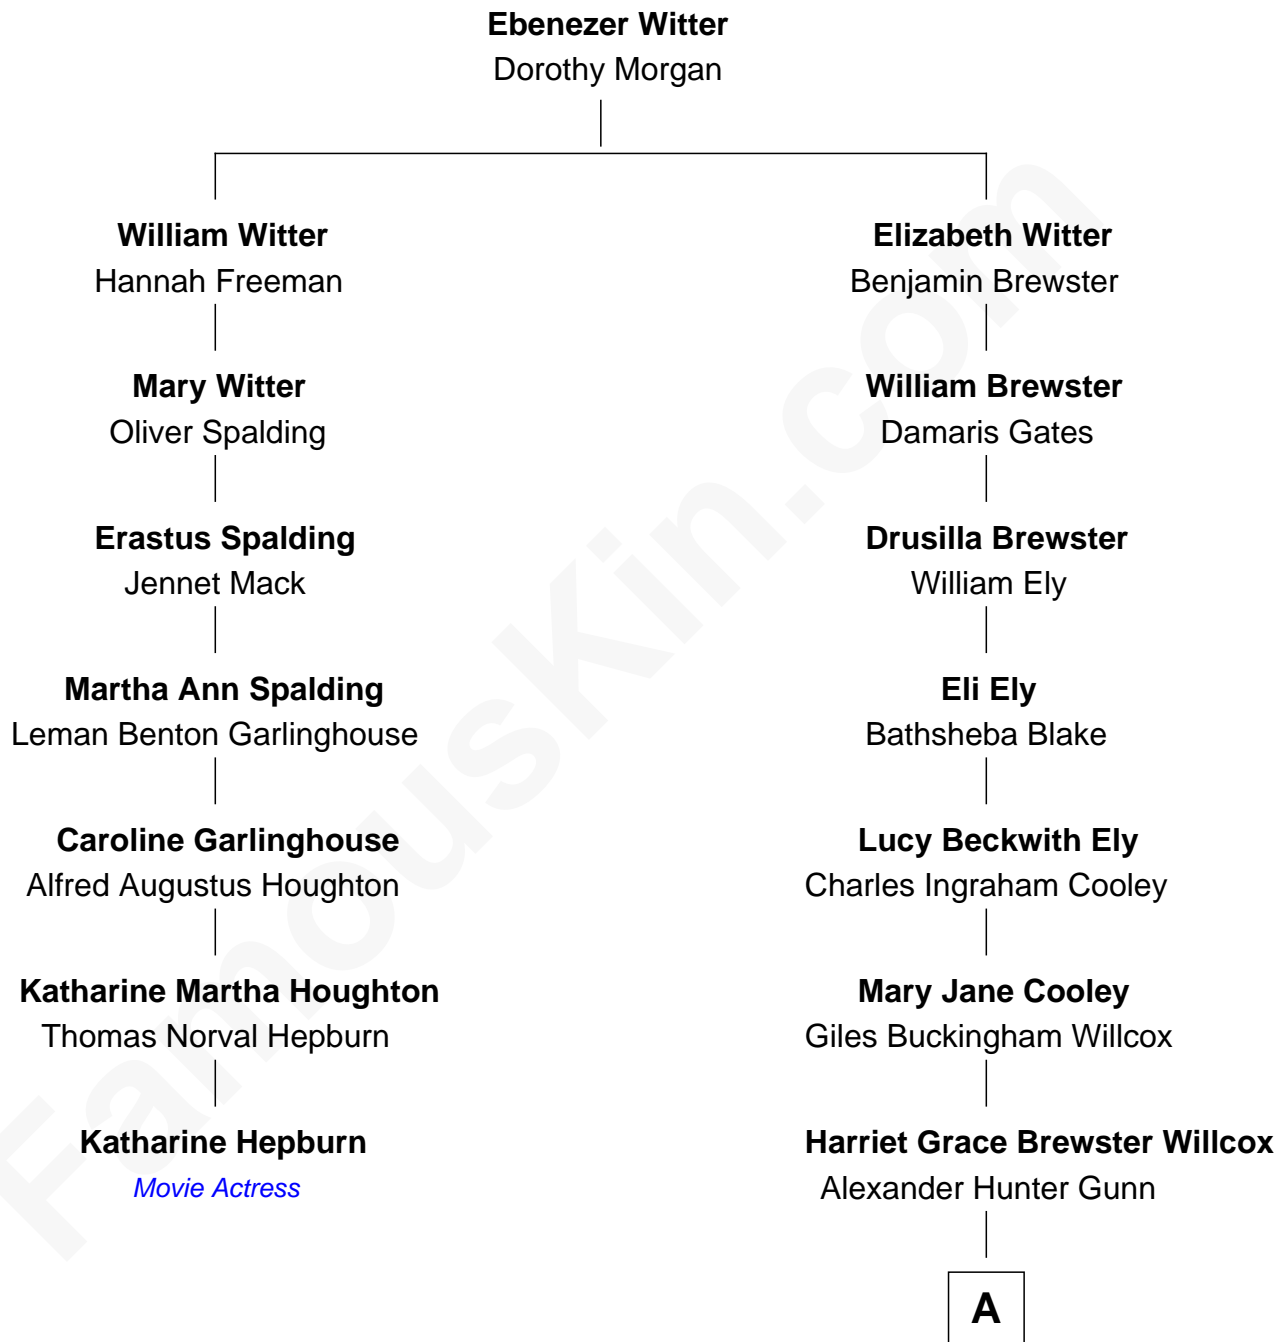 Ebenezer Witter
Dorothy Morgan
William Witter
Hannah Freeman
Mary Witter
Oliver Spalding
Erastus Spalding
Jennet Mack
Martha Ann Spalding
Leman Benton Garlinghouse
Caroline Garlinghouse
Alfred Augustus Houghton
Katharine Martha Houghton
Thomas Norval Hepburn
Katharine Hepburn
Movie Actress
Elizabeth Witter
Benjamin Brewster
William Brewster
Damaris Gates
Drusilla Brewster
William Ely
Eli Ely
Bathsheba Blake
Lucy Beckwith Ely
Charles Ingraham Cooley
Mary Jane Cooley
Giles Buckingham Willcox
Harriet Grace Brewster Willcox
Alexander Hunter Gunn
A
FamousKin.com